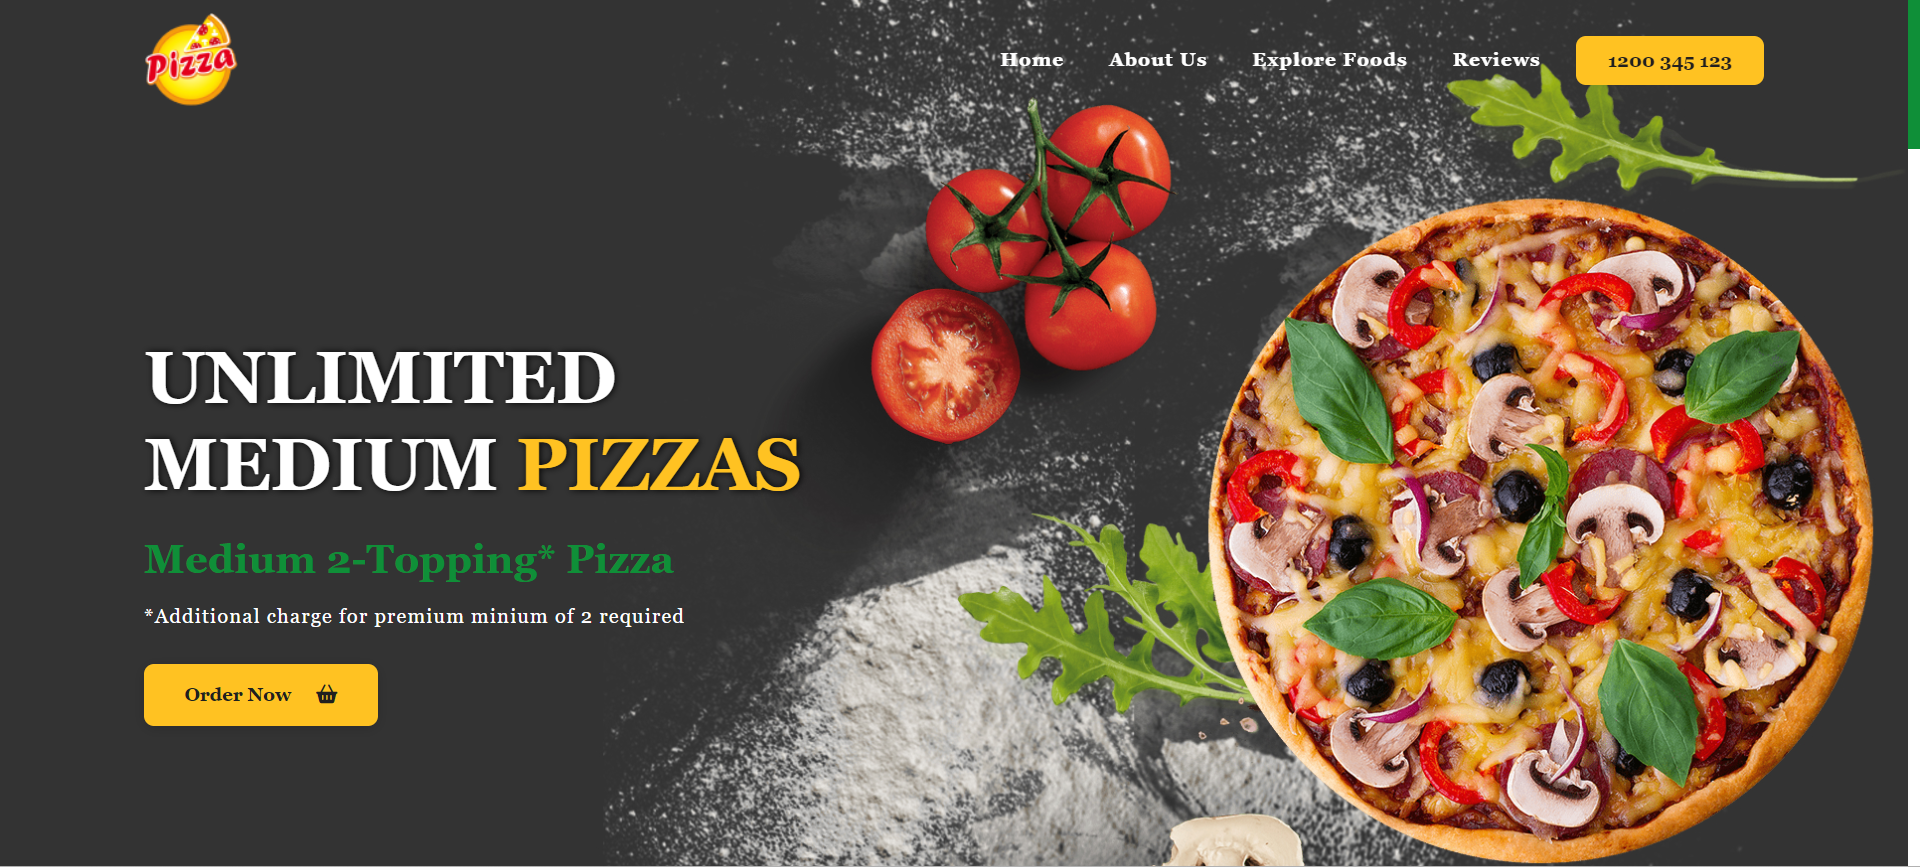 Pizza
Home About Us Explore Foods Reviews 1200 345 123
UNLIMITED
MEDIUM PIZZAS
Medium 2-Topping* Pizza
*Additional charge for premium minium of 2 required
Order Now